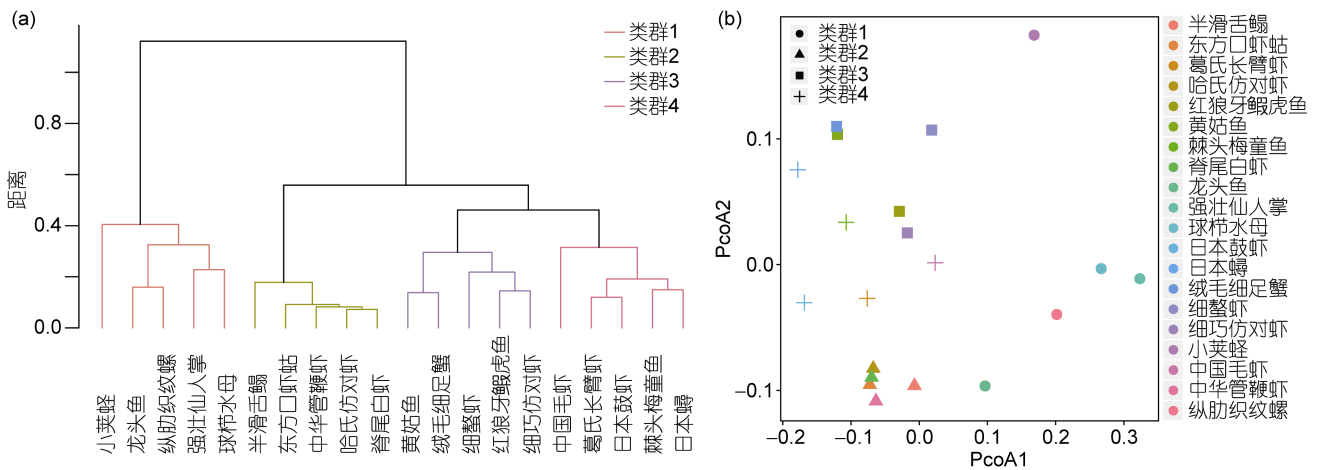 (a)
类群1
类群2
类群3
类群4
距离
0.8
0.4
0.0
小荚蛏
龙头鱼
纵肋织纹螺
强壮仙人掌
球栉水母
半滑舌鳎
东方口虾蛄
中华管鞭虾
哈氏仿对虾
脊尾白虾
黄姑鱼
绒毛细足蟹
细螯虾
红狼牙鰕虎鱼
细巧仿对虾
中国毛虾
葛氏长臂虾
日本鼓虾
棘头梅童鱼
日本蟳
(b)
类群1
类群2
类群3
类群4
PcoA2
0.1
0.0
−0.1
−0.2
−0.1
0.0
0.1
0.2
0.3
PcoA1
半滑舌鳎
东方口虾蛄
葛氏长臂虾
哈氏仿对虾
红狼牙鰕虎鱼
黄姑鱼
棘头梅童鱼
脊尾白虾
龙头鱼
强壮仙人掌
球栉水母
日本鼓虾
日本蟳
绒毛细足蟹
细螯虾
细巧仿对虾
小荚蛏
中国毛虾
中华管鞭虾
纵肋织纹螺